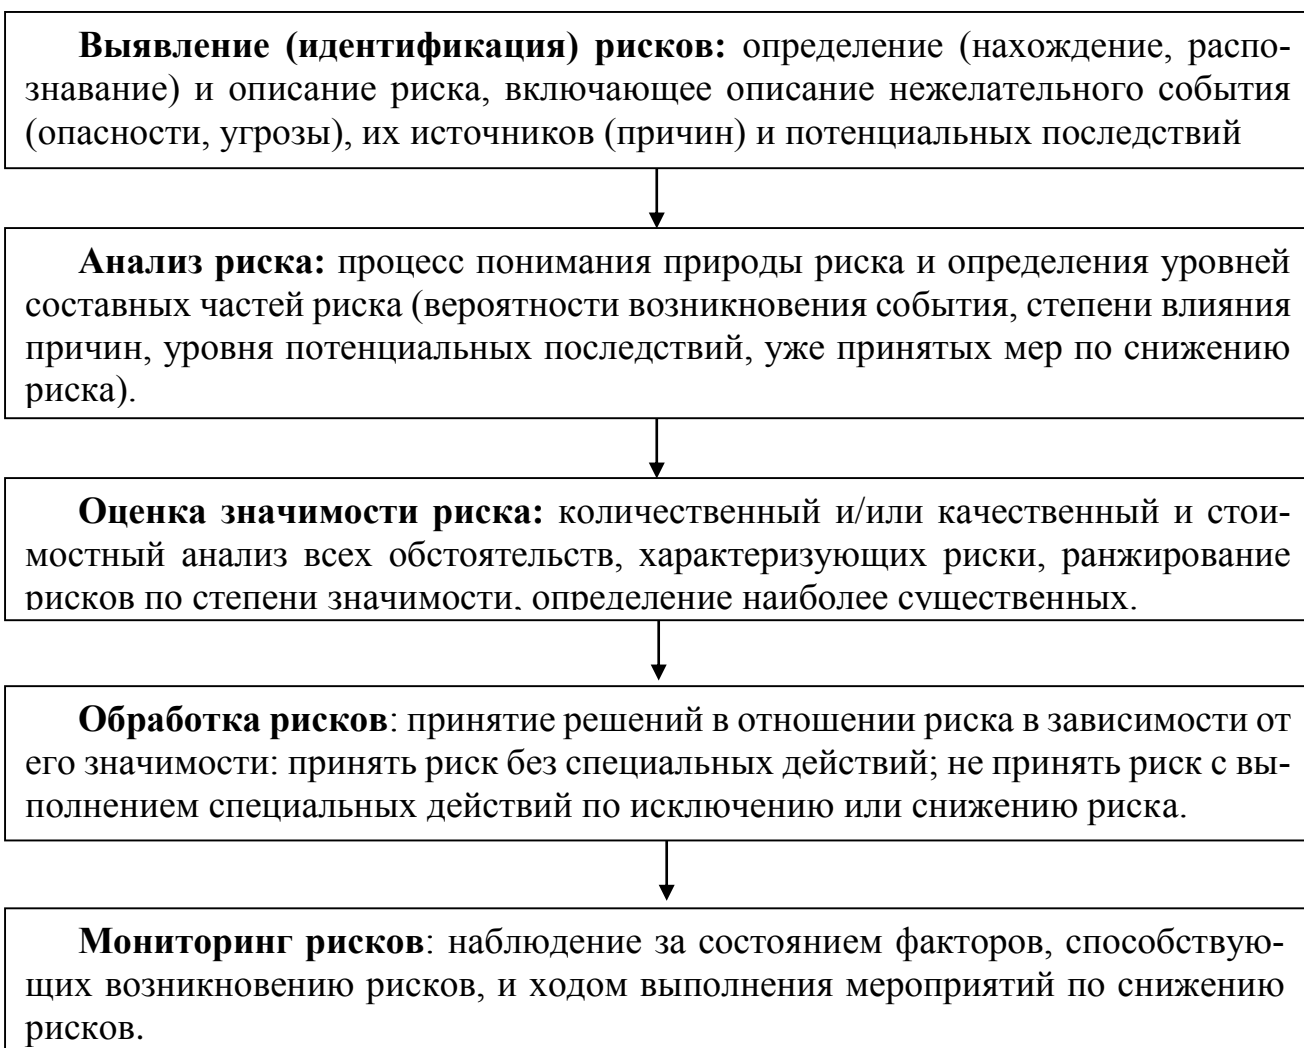 Выявление (идентификация) рисков: определение (нахождение, распо-
знавание) и описание риска, включающее описание нежелательного события
(опасности, угрозы), их источников (причин) и потенциальных последствий
Анализ риска: процесс понимания природы риска и определения уровней
составных частей риска (вероятности возникновения события, степени влияния
причин, уровня потенциальных последствий, уже принятых мер по снижению
риска).
Оценка значимости риска: количественный и/или качественный и стои-
мостный анализ всех обстоятельств, характеризующих риски, ранжирование
рисков по степени значимости, определение наиболее существенных.
Обработка рисков: принятие решений в отношении риска в зависимости от
его значимости: принять риск без специальных действий; не принять риск с вы-
полнением специальных действий по исключению или снижению риска.
Мониторинг рисков: наблюдение за состоянием факторов, способствую-
щих возникновению рисков, и ходом выполнения мероприятий по снижению
рисков.